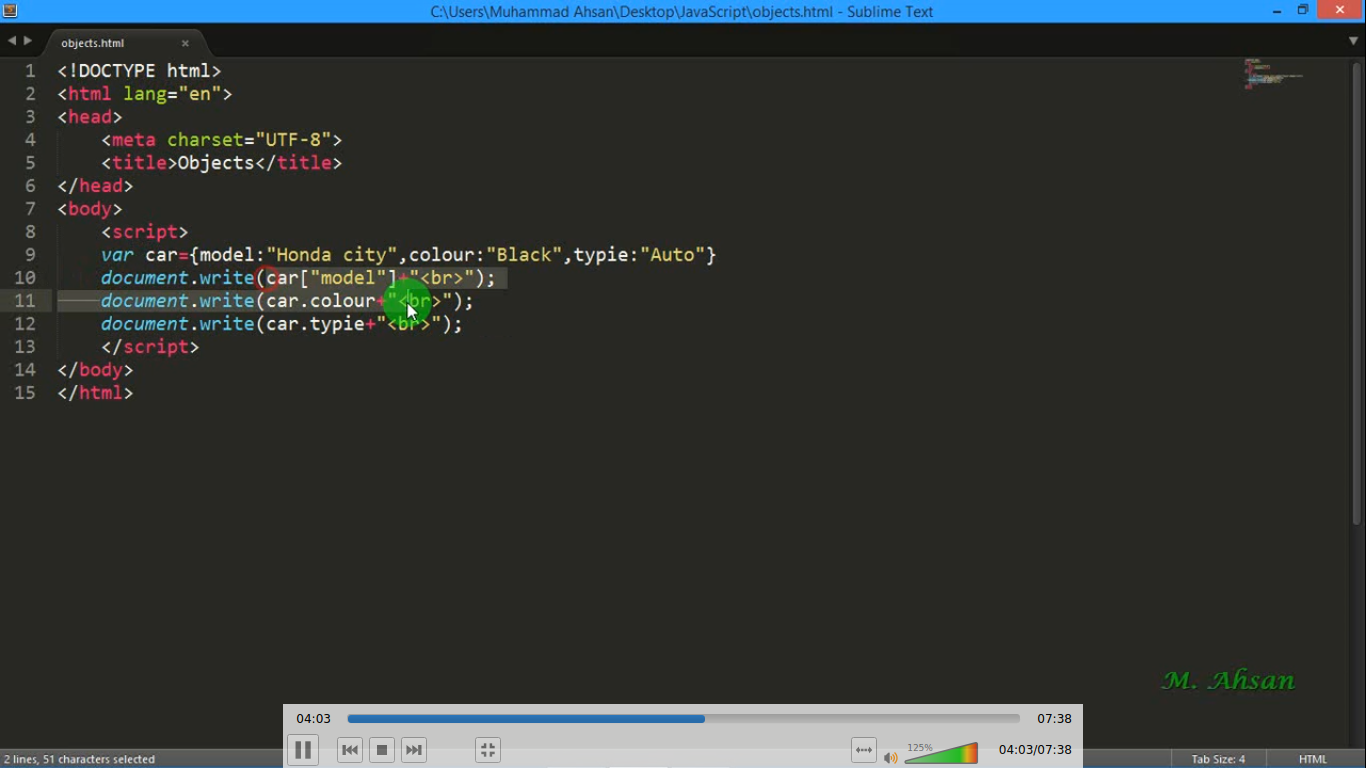 C:\Users\Muhammad Ahsan\Desktop\JavaScript\objects.html - Sublime Text
objects.html
1 <!DOCTYPE html>
2 <html lang="en">
3 <head>
4 <meta charset="UTF-8">
5 <title>Objects</title>
6 </head>
7 <body>
8 <script>
9 var car={model:"Honda city",colour:"Black",typie:"Auto"}
10 document.write(car["model"]+"<br>");
11 document.write(car.colour+"<br>");
12 document.write(car.typie+"<br>");
13 </script>
14 </body>
15 </html>
M. Ahsan
04:03 07:38
125% 04:03/07:38
2 lines, 51 characters selected Tab Size: 4 HTML